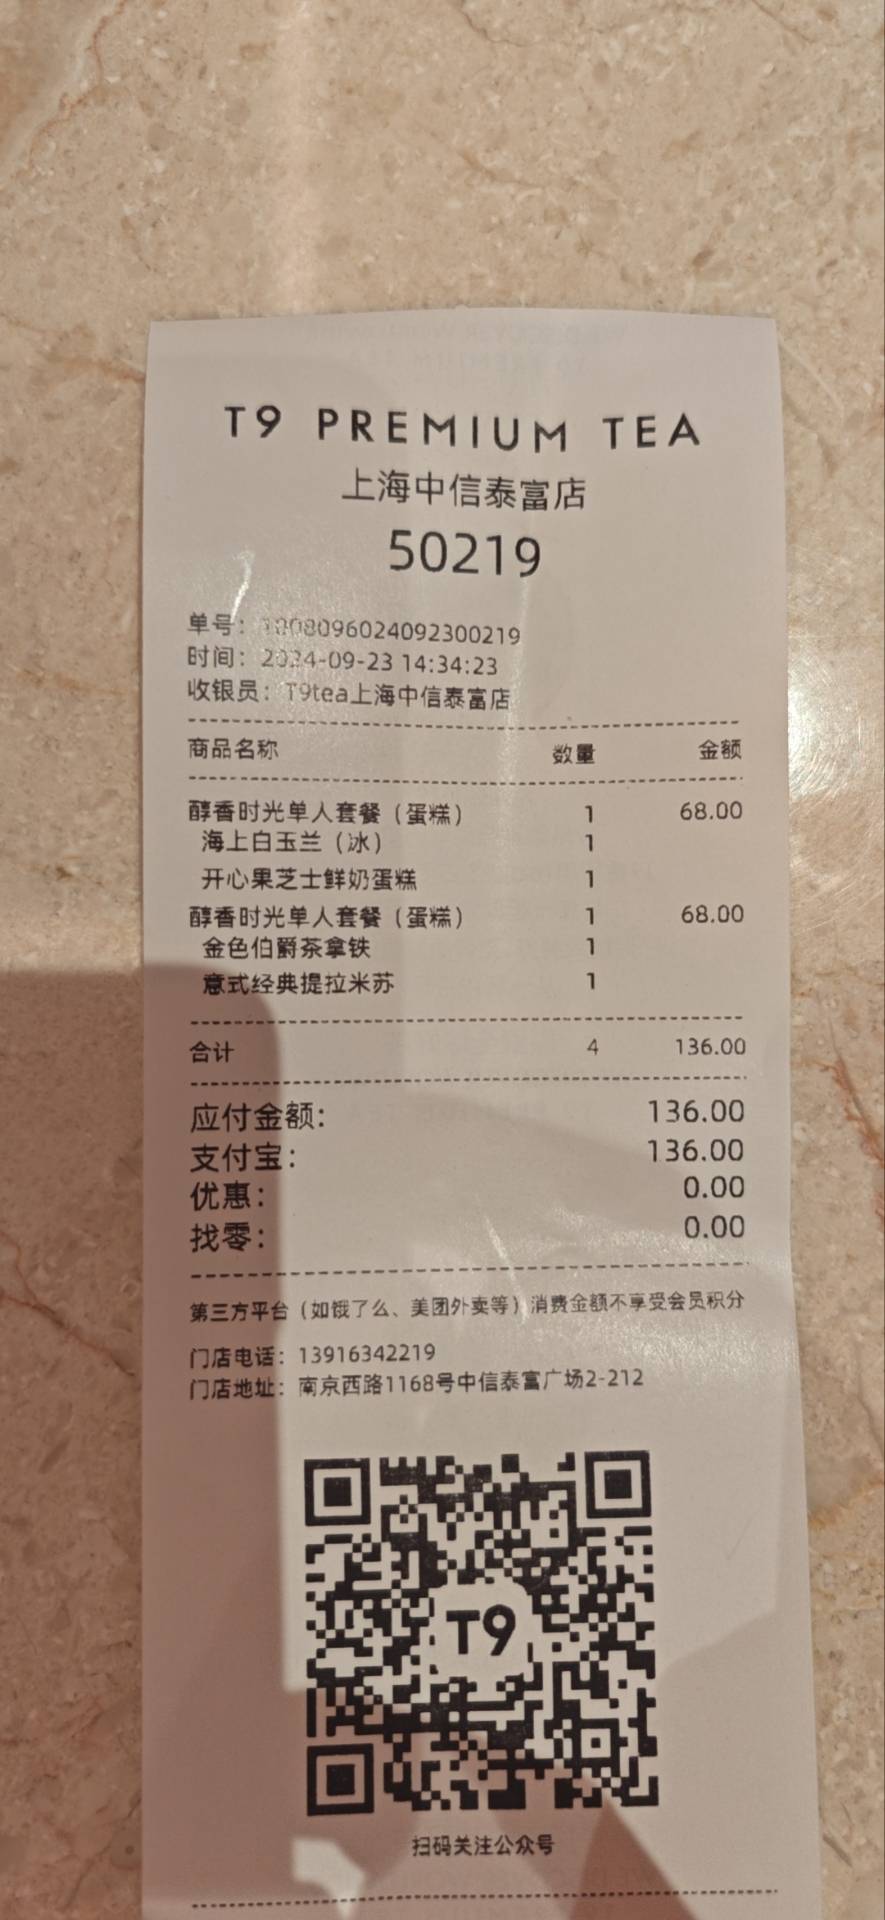 T9 PREMIUM TEA
上海中信泰富店
50219
单号: 1808096024092300219
时间: 2024-09-23 14:34:23
收银员: T9tea上海中信泰富店
商品名称 数量 金额
醇香时光单人套餐（蛋糕） 1 68.00
海上白玉兰（冰） 1
开心果芝士鲜奶蛋糕 1
醇香时光单人套餐（蛋糕） 1 68.00
金色伯爵茶拿铁 1
意式经典提拉米苏 1
合计 4 136.00
应付金额: 136.00
支付宝: 136.00
优惠: 0.00
找零: 0.00
第三方平台（如饿了么、美团外卖等）消费金额不享受会员积分
门店电话: 13916342219
门店地址: 南京西路1168号中信泰富广场2-212
T9
扫码关注公众号